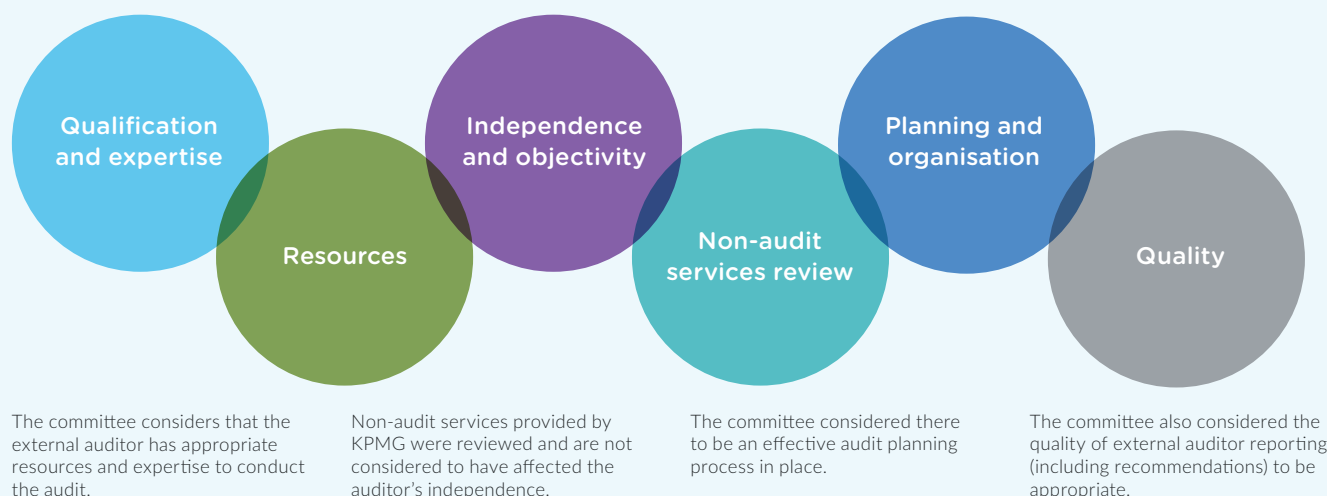 Qualification
and expertise
Resources
Independence
and objectivity
Non-audit
services review
Planning and
organisation
Quality
The committee considers that the
external auditor has appropriate
resources and expertise to conduct
the audit.
Non-audit services provided by
KPMG were reviewed and are not
considered to have affected the
auditor’s independence.
The committee considered there
to be an effective audit planning
process in place.
The committee also considered the
quality of external auditor reporting
(including recommendations) to be
appropriate.